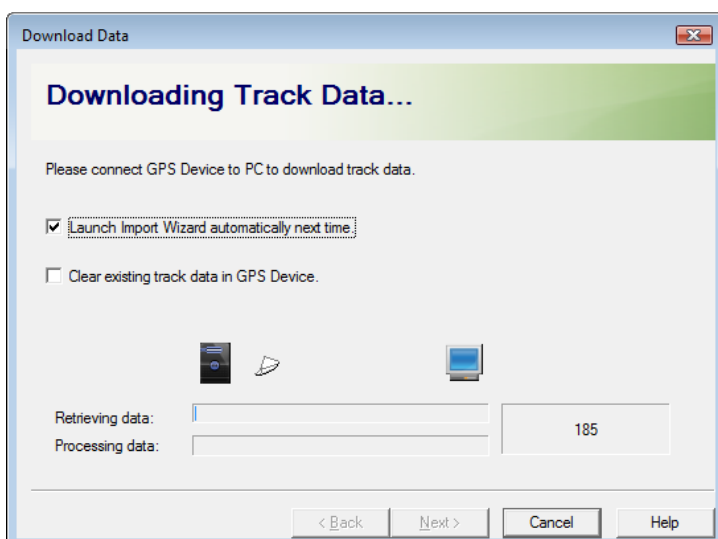 Download Data
Downloading Track Data...
Please connect GPS Device to PC to download track data.
Launch Import Wizard automatically next time.
Clear existing track data in GPS Device.
Retrieving data:
185
Processing data:
< Back Next > Cancel Help